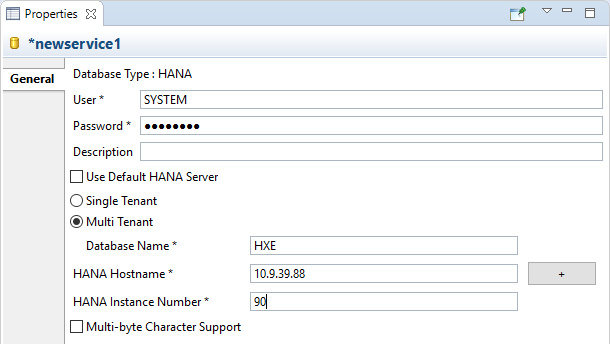 Properties
*newservice1
General
Database Type : HANA
User * SYSTEM
Password * ●●●●●●●●
Description
Use Default HANA Server
Single Tenant
Multi Tenant
Database Name * HXE
HANA Hostname * 10.9.39.88 +
HANA Instance Number * 90
Multi-byte Character Support